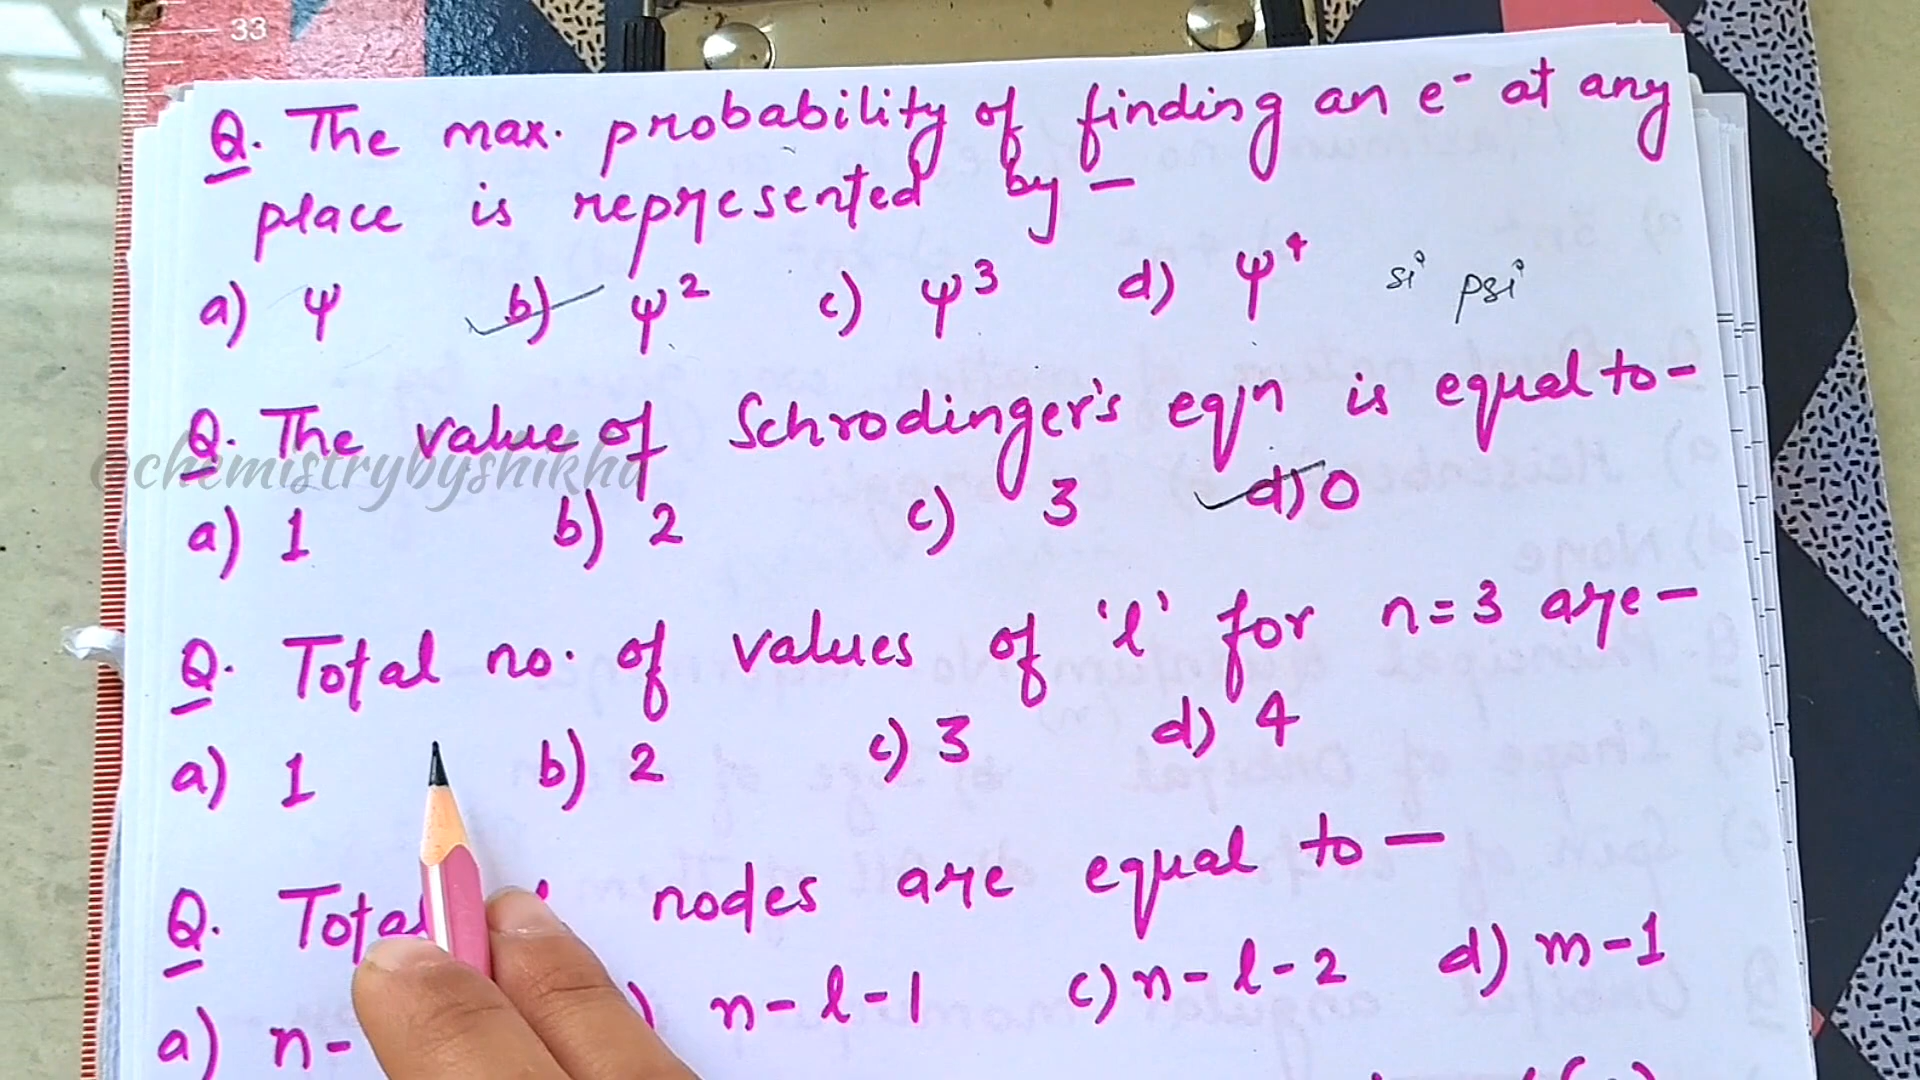 33
Q. The max. probability of finding an e⁻ at any
place is represented by –
a) ψ b) ψ² c) ψ³ d) ψ⁴ si psi
Q. The value of Schrodinger's eqⁿ is equal to –
@chemistrybyshikha
a) 1 b) 2 c) 3 d) 0
Q. Total no. of values of 'l' for n=3 are –
a) 1 b) 2 c) 3 d) 4
Q. Total nodes are equal to –
a) n- ) n-l-1 c) n-l-2 d) m-1